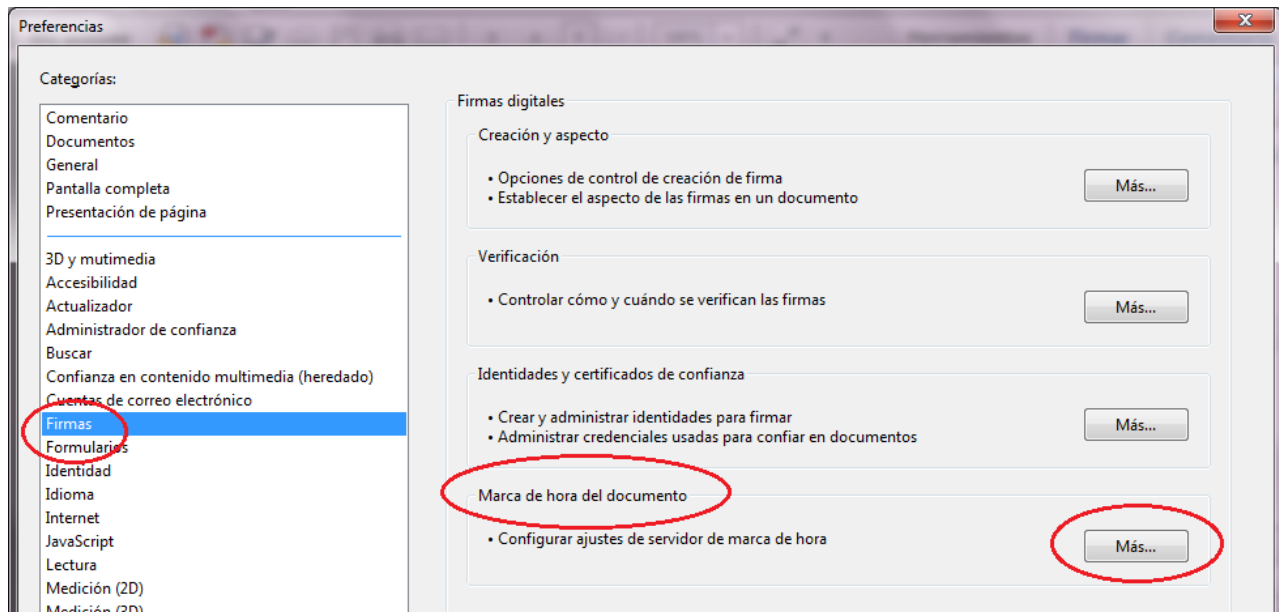 Preferencias
Categorías:
Comentario
Documentos
General
Pantalla completa
Presentación de página
3D y mutimedia
Accesibilidad
Actualizador
Administrador de confianza
Buscar
Confianza en contenido multimedia (heredado)
Cuentas de correo electrónico
Firmas
Formularios
Identidad
Idioma
Internet
JavaScript
Lectura
Medición (2D)
Medición (3D)
Firmas digitales
Creación y aspecto
• Opciones de control de creación de firma
• Establecer el aspecto de las firmas en un documento
Más...
Verificación
• Controlar cómo y cuándo se verifican las firmas
Más...
Identidades y certificados de confianza
• Crear y administrar identidades para firmar
• Administrar credenciales usadas para confiar en documentos
Más...
Marca de hora del documento
• Configurar ajustes de servidor de marca de hora
Más...